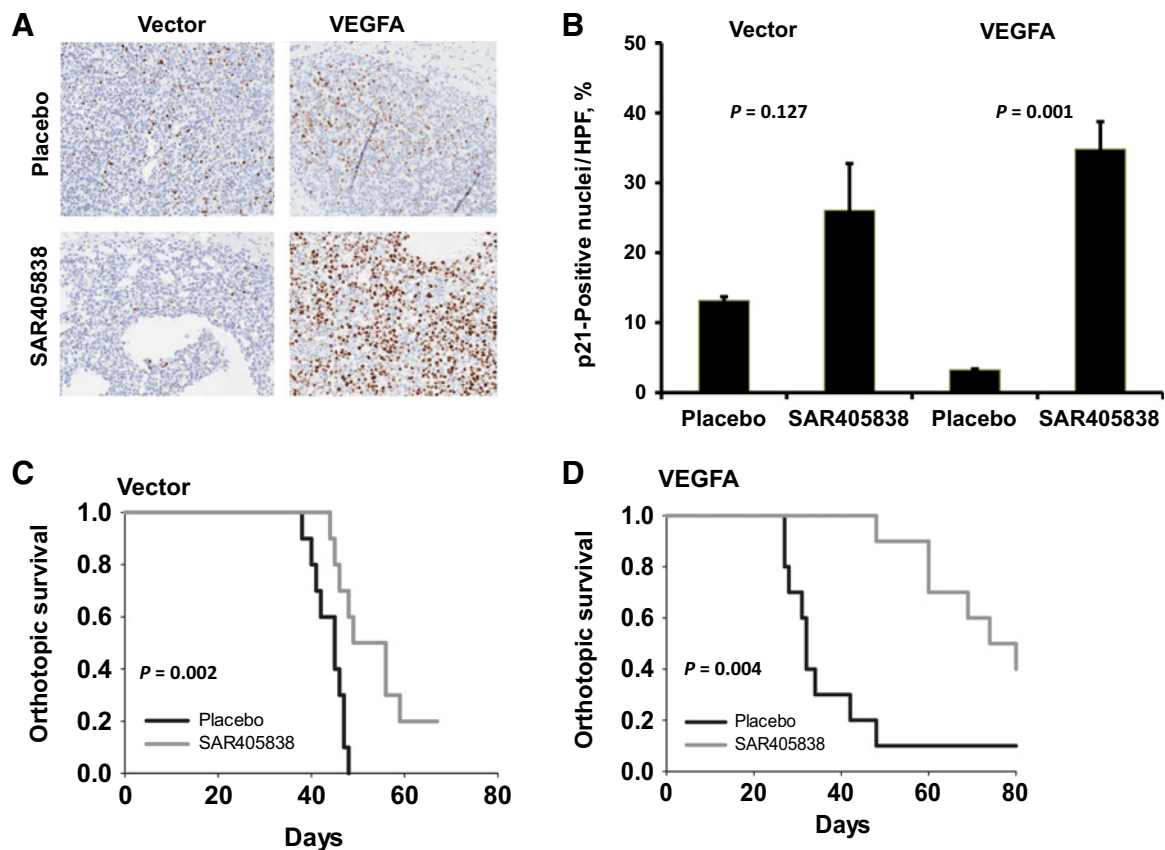 A
Vector
VEGFA
Placebo
SAR405838
B
Vector
VEGFA
p21-Positive nuclei/HPF, %
50
40
30
20
10
0
P = 0.127
P = 0.001
Placebo
SAR405838
Placebo
SAR405838
C
Vector
Orthotopic survival
1.0
0.8
0.6
0.4
0.2
0.0
P = 0.002
Placebo
SAR405838
0
20
40
60
80
Days
D
VEGFA
Orthotopic survival
1.0
0.8
0.6
0.4
0.2
0.0
P = 0.004
Placebo
SAR405838
0
20
40
60
80
Days